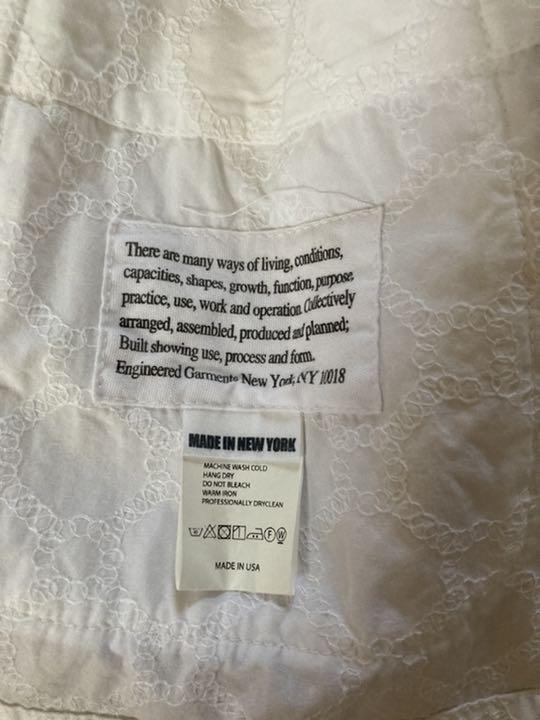 There are many ways of living, conditions,
capacities, shapes, growth, function, purpose,
practice, use, work and operation. Collectively
arranged, assembled, produced and planned;
Built showing use, process and form.
Engineered Garments New York, NY 10018
MADE IN NEW YORK
MACHINE WASH COLD
HANG DRY
DO NOT BLEACH
WARM IRON
PROFESSIONALLY DRYCLEAN
F W
MADE IN USA